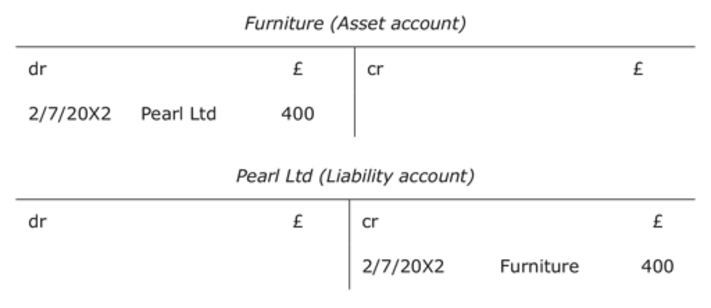 Furniture (Asset account)
dr £ cr £
2/7/20X2 Pearl Ltd 400
Pearl Ltd (Liability account)
dr £ cr £
2/7/20X2 Furniture 400